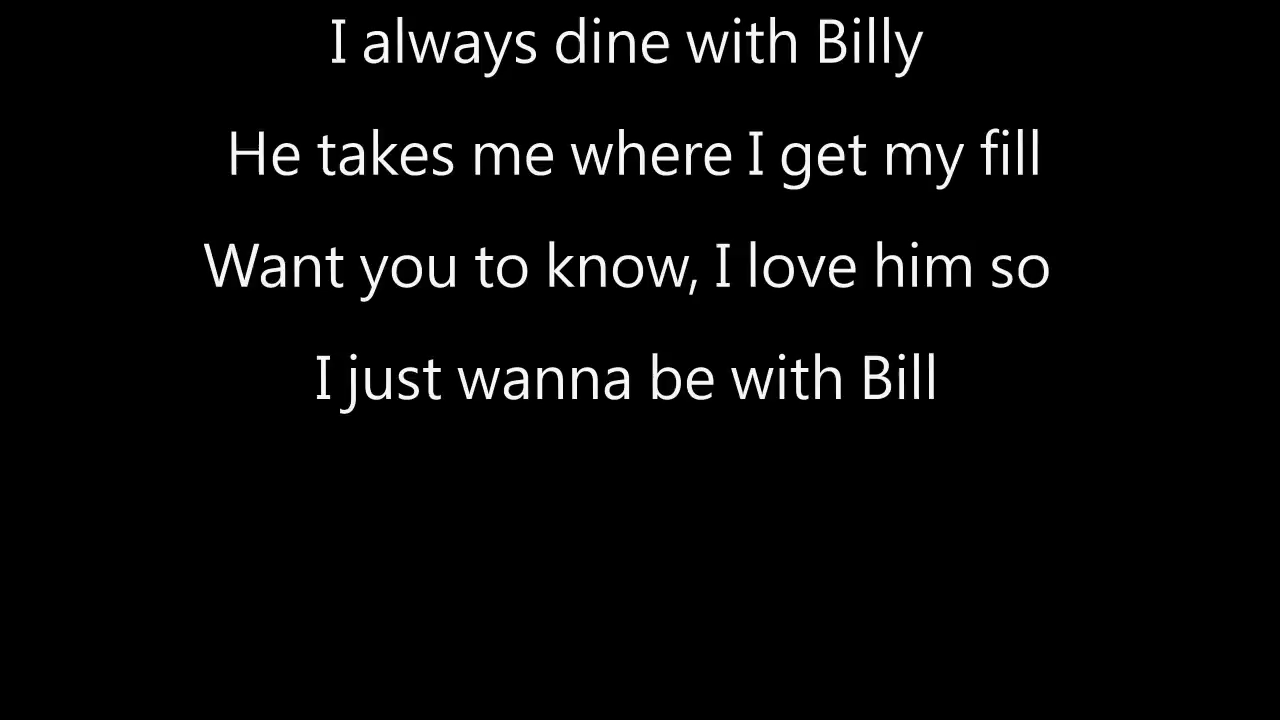 I always dine with Billy
He takes me where I get my fill
Want you to know, I love him so
I just wanna be with Bill